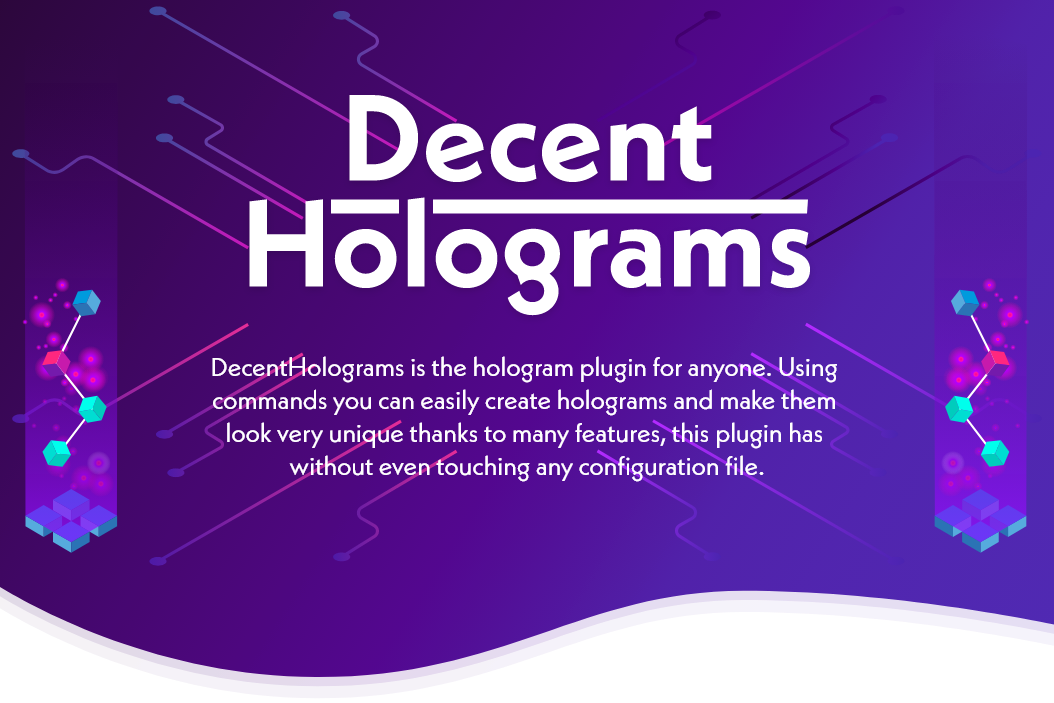 Decent
Holograms
DecentHolograms is the hologram plugin for anyone. Using
commands you can easily create holograms and make them
look very unique thanks to many features, this plugin has
without even touching any configuration file.